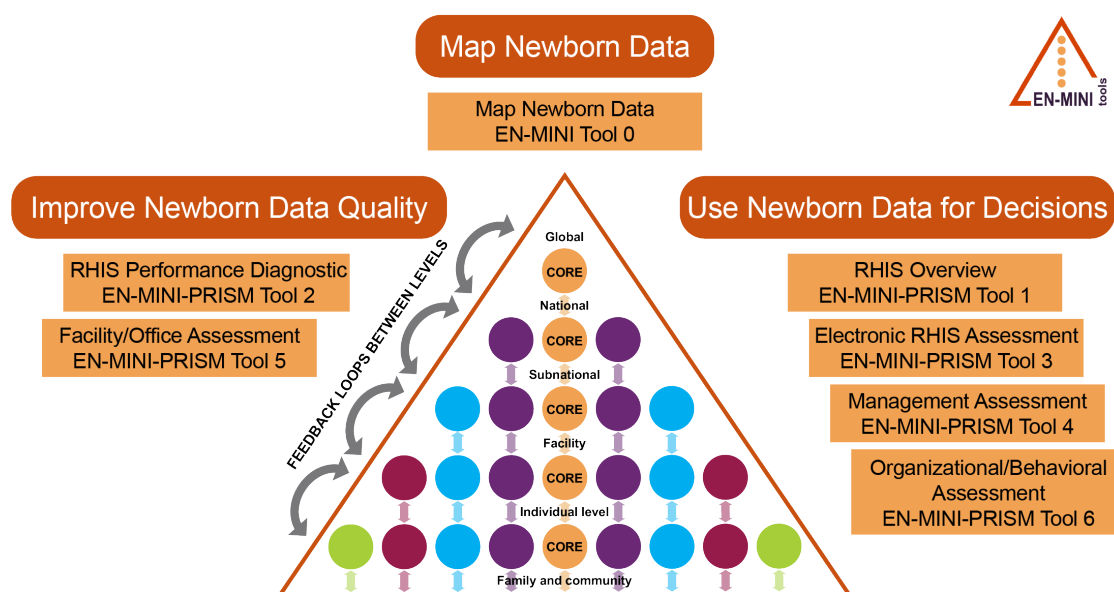 Map Newborn Data
Map Newborn Data
EN-MINI Tool 0
EN-MINI
tools
Improve Newborn Data Quality
RHIS Performance Diagnostic
EN-MINI-PRISM Tool 2
Facility/Office Assessment
EN-MINI-PRISM Tool 5
FEEDBACK LOOPS BETWEEN LEVELS
Global
CORE
National
CORE
Subnational
CORE
Facility
CORE
Individual level
CORE
Family and community
Use Newborn Data for Decisions
RHIS Overview
EN-MINI-PRISM Tool 1
Electronic RHIS Assessment
EN-MINI-PRISM Tool 3
Management Assessment
EN-MINI-PRISM Tool 4
Organizational/Behavioral
Assessment
EN-MINI-PRISM Tool 6